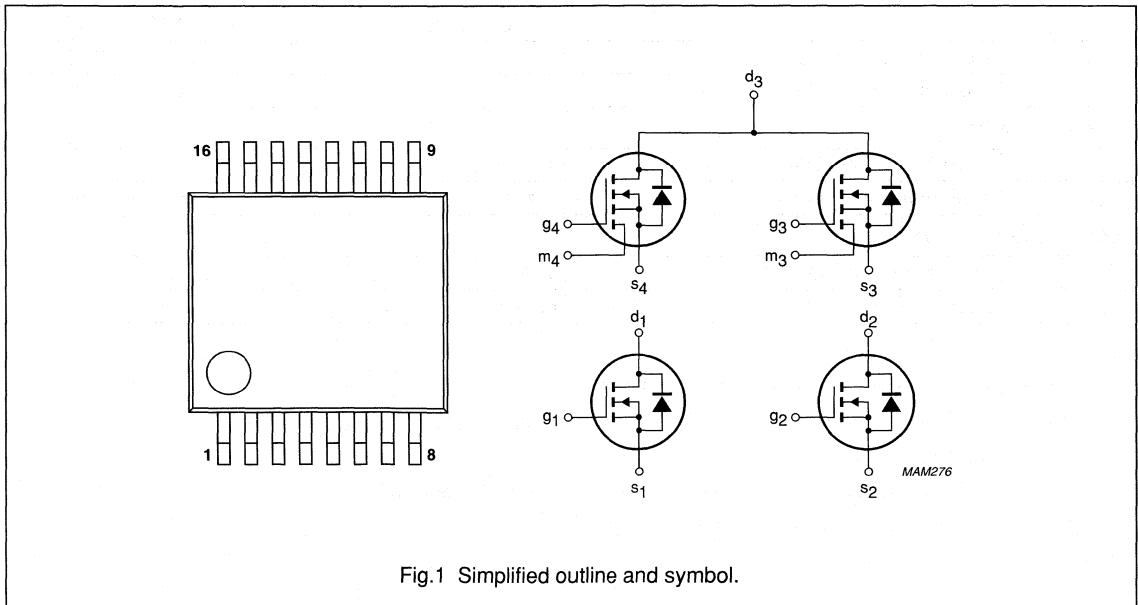 d3
16 9
g4 g3
m4 m3
s4 s3
d1 d2
g1 g2
1 8
s1 s2
MAM276
Fig.1 Simplified outline and symbol.